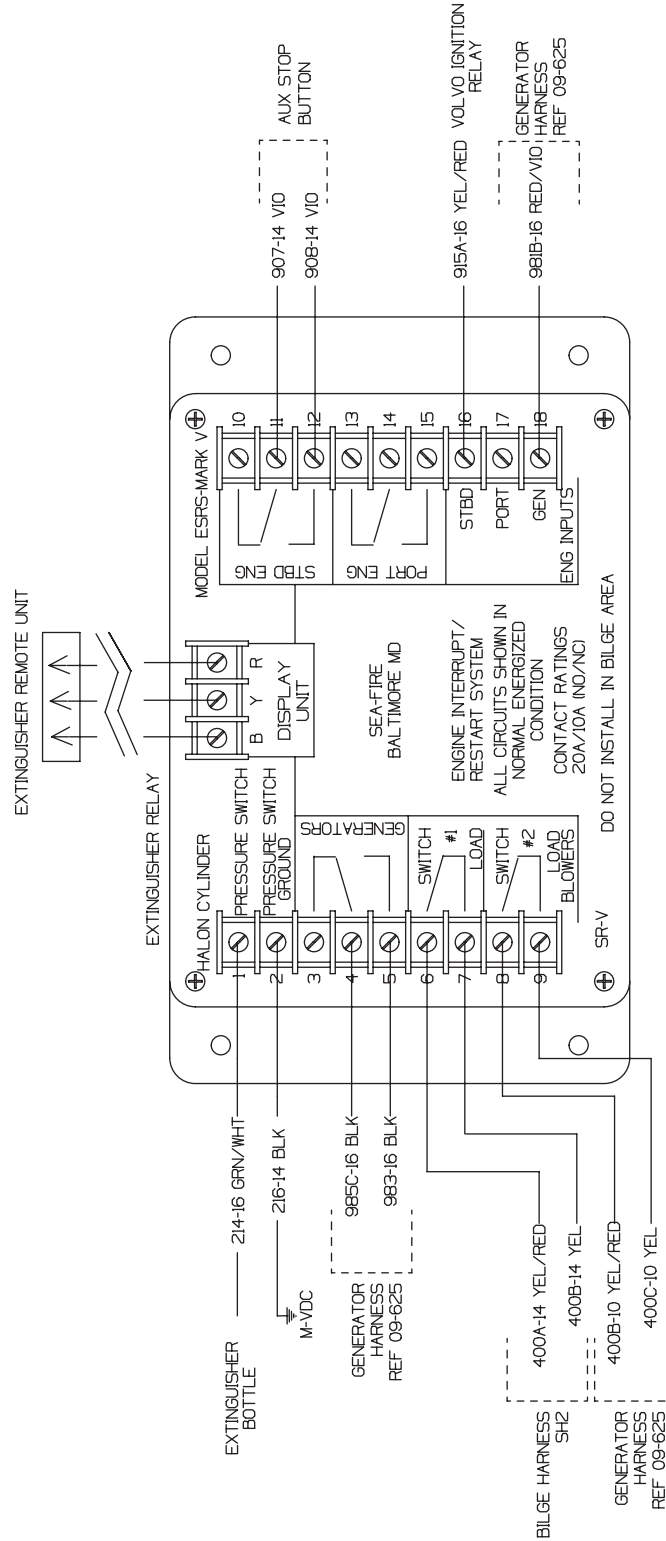 EXTINGUISHER REMOTE UNIT
EXTINGUISHER RELAY
HALON CYLINDER
MODEL ESRS-MARK V
PRESSURE SWITCH
PRESSURE SWITCH
GROUND
B Y R
DISPLAY
UNIT
GENERATORS
SWITCH
#1
LOAD
SWITCH
#2
LOAD
BLOWERS
SR-V
SEA-FIRE
BALTIMORE MD
ENGINE INTERRUPT/
RESTART SYSTEM
ALL CIRCUITS SHOWN IN
NORMAL ENERGIZED
CONDITION
CONTACT RATINGS
20A/10A (NO/NC)
DO NOT INSTALL IN BILGE AREA
STBD ENG
PORT ENG
STBD
PORT
GEN
ENG INPUTS
1
2
3
4
5
6
7
8
9
10
11
12
13
14
15
16
17
18
EXTINGUISHER
BOTTLE
214-16 GRN/WHT
216-14 BLK
M-VDC
GENERATOR
HARNESS
REF 09-625
985C-16 BLK
983-16 BLK
BILGE HARNESS
SH2
400A-14 YEL/RED
400B-14 YEL
GENERATOR
HARNESS
REF 09-625
400B-10 YEL/RED
400C-10 YEL
907-14 VIO
908-14 VIO
AUX STOP
BUTTON
915A-16 YEL/RED
VOLVO IGNITION
RELAY
981B-16 RED/VIO
GENERATOR
HARNESS
REF 09-625